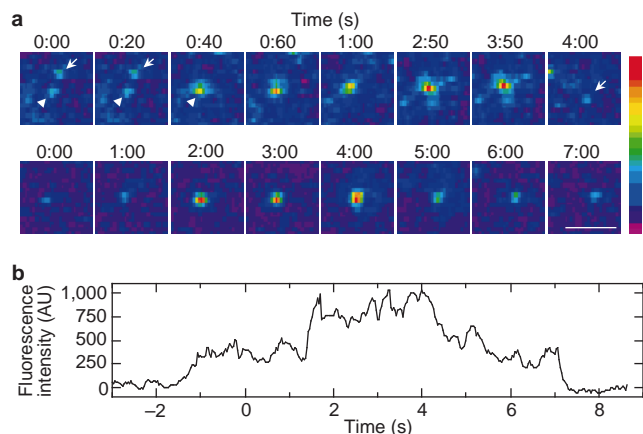 a
Time (s)
0:00 0:20 0:40 0:60 1:00 2:50 3:50 4:00
0:00 1:00 2:00 3:00 4:00 5:00 6:00 7:00
b
Fluorescence
intensity (AU)
1,000
750
500
250
0
−2 0 2 4 6 8
Time (s)